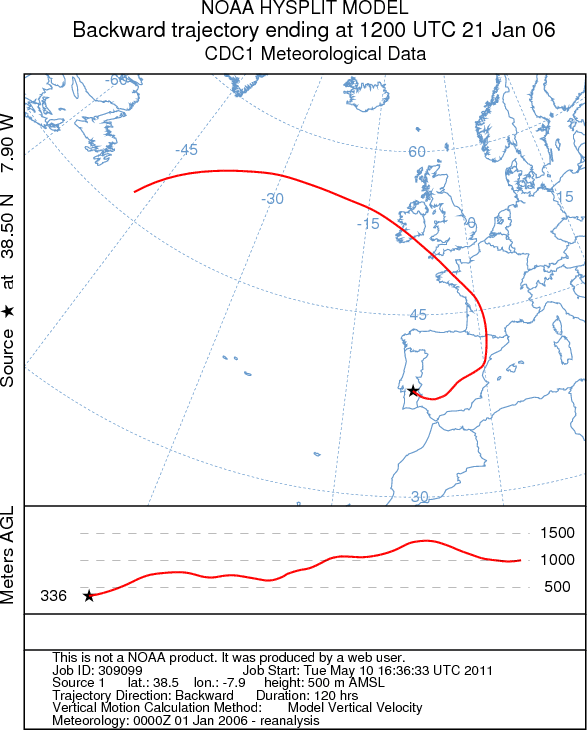 NOAA HYSPLIT MODEL
Backward trajectory ending at 1200 UTC 21 Jan 06
CDC1 Meteorological Data
Source ★ at 38.50 N 7.90 W
-60
-45
-30
-15
0
15
60
45
30
Meters AGL
1500
1000
500
336
This is not a NOAA product. It was produced by a web user.
Job ID: 309099 Job Start: Tue May 10 16:36:33 UTC 2011
Source 1 lat.: 38.5 lon.: -7.9 height: 500 m AMSL
Trajectory Direction: Backward Duration: 120 hrs
Vertical Motion Calculation Method: Model Vertical Velocity
Meteorology: 0000Z 01 Jan 2006 - reanalysis